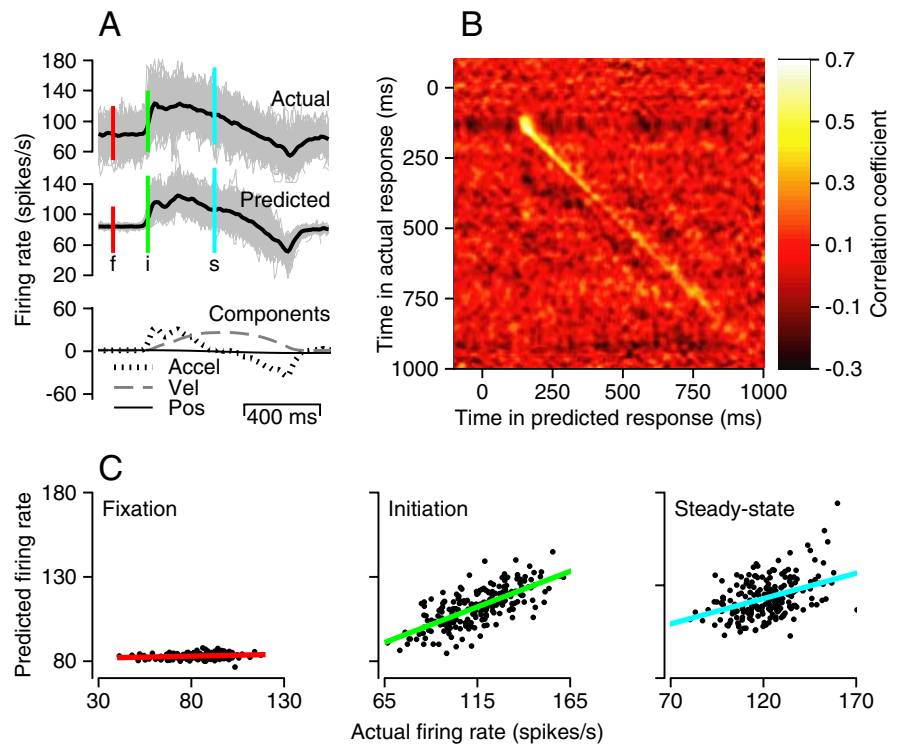 A
B
Firing rate (spikes/s)
180
140
100
60
Actual
140
100
60
20
Predicted
f
i
s
60
0
-60
Components
Accel
Vel
Pos
400 ms
Time in actual response (ms)
0
250
500
750
1000
0
250
500
750
1000
Time in predicted response (ms)
0.7
0.5
0.3
0.1
-0.1
-0.3
Correlation coefficient
C
Predicted firing rate
180
130
80
Fixation
Initiation
Steady-state
30
80
130
65
115
165
70
120
170
Actual firing rate (spikes/s)